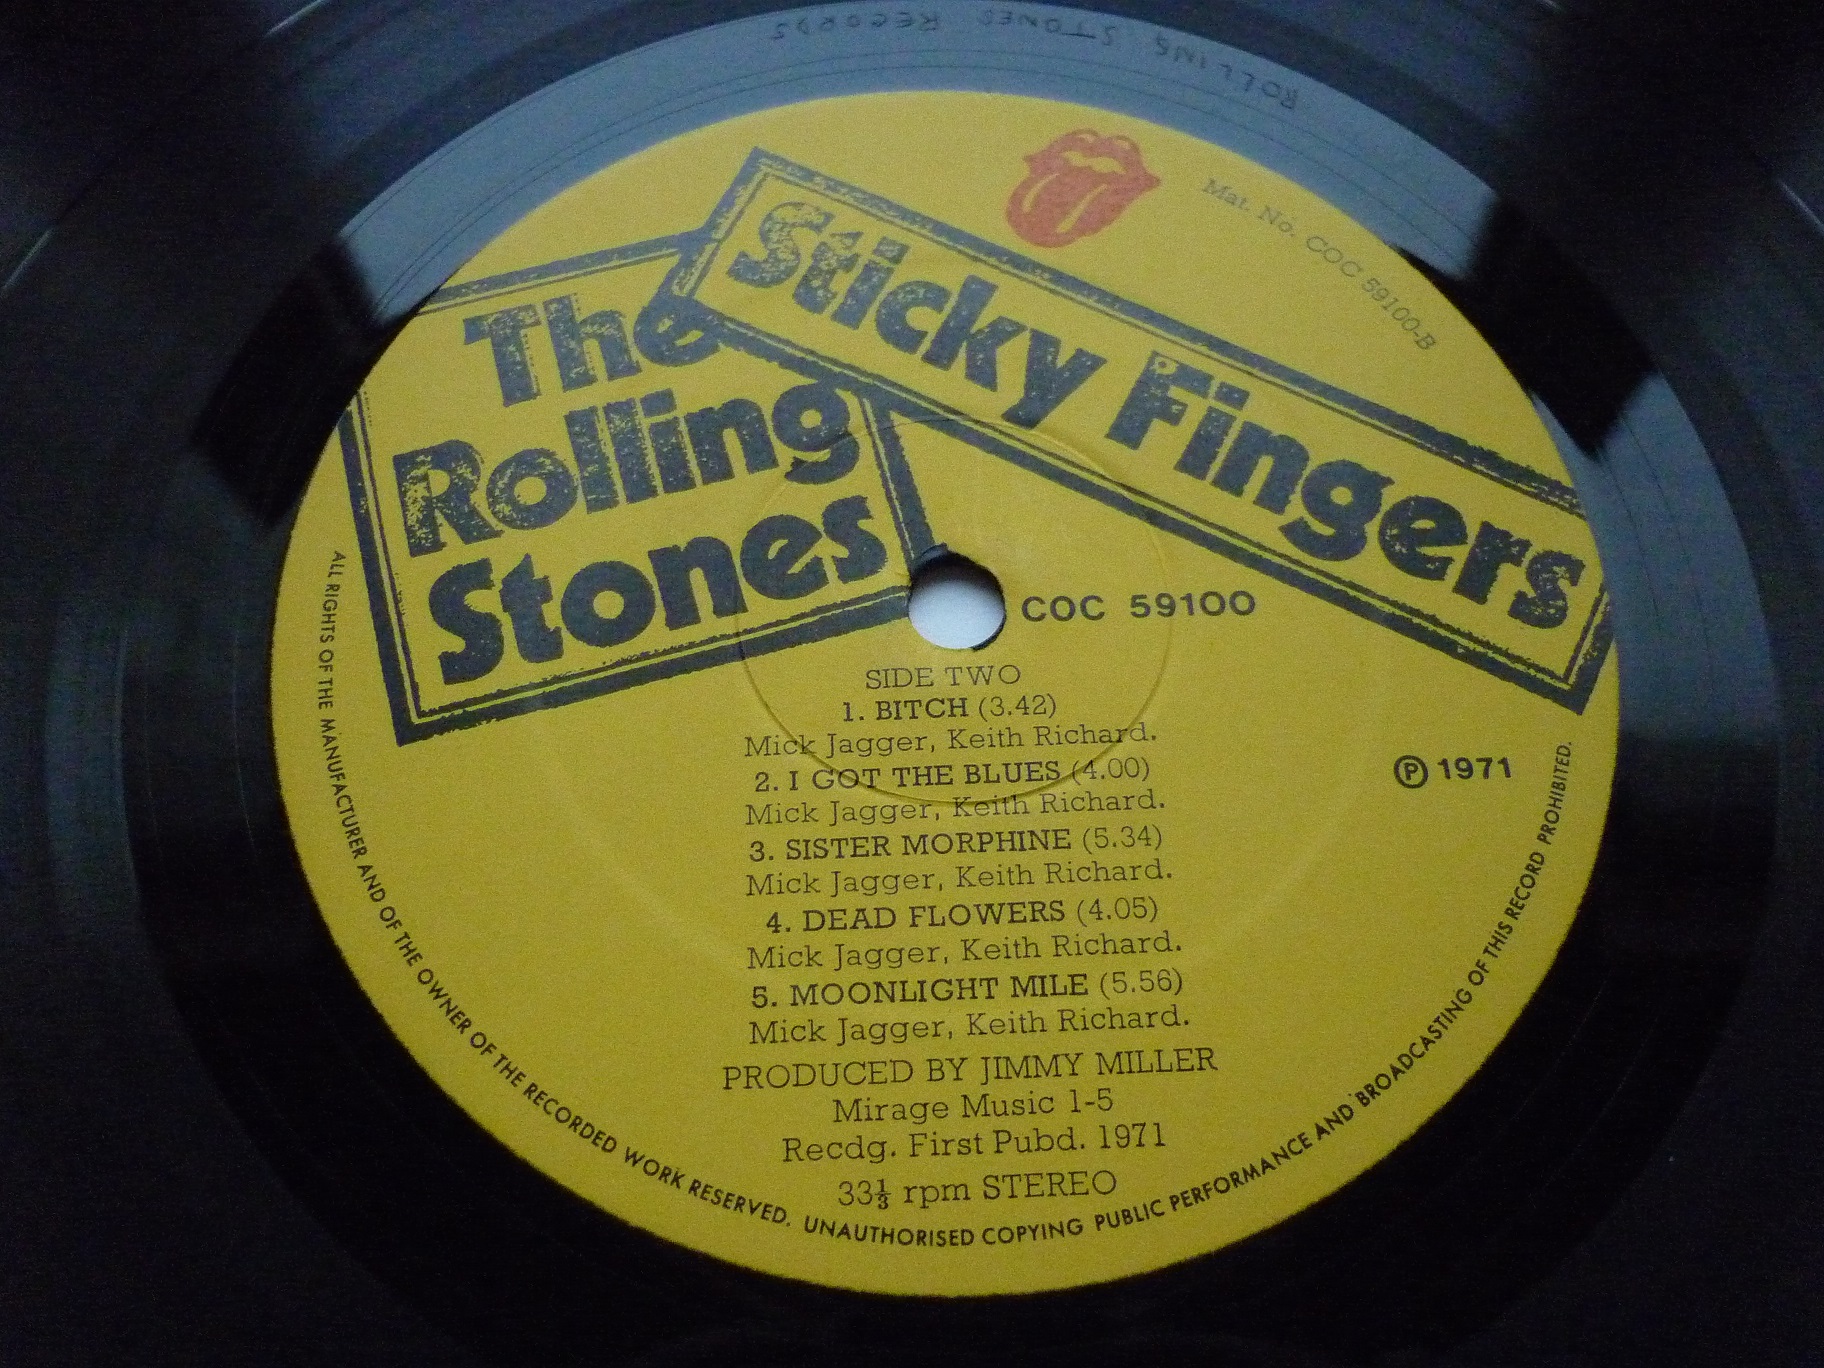 ROLLING STONES RECORDS
Mat. No. COC 59100-B
Sticky Fingers
The
Rolling
Stones
COC 59100
SIDE TWO
1. BITCH (3.42)
Mick Jagger, Keith Richard.
2. I GOT THE BLUES (4.00)
Mick Jagger, Keith Richard.
3. SISTER MORPHINE (5.34)
Mick Jagger, Keith Richard.
4. DEAD FLOWERS (4.05)
Mick Jagger, Keith Richard.
5. MOONLIGHT MILE (5.56)
Mick Jagger, Keith Richard.
Ⓟ 1971
PRODUCED BY JIMMY MILLER
Mirage Music 1-5
Recdg. First Pubd. 1971
33⅓ rpm STEREO
ALL RIGHTS OF THE MANUFACTURER AND OF THE OWNER OF THE RECORDED WORK RESERVED. UNAUTHORISED COPYING PUBLIC PERFORMANCE AND BROADCASTING OF THIS RECORD PROHIBITED.